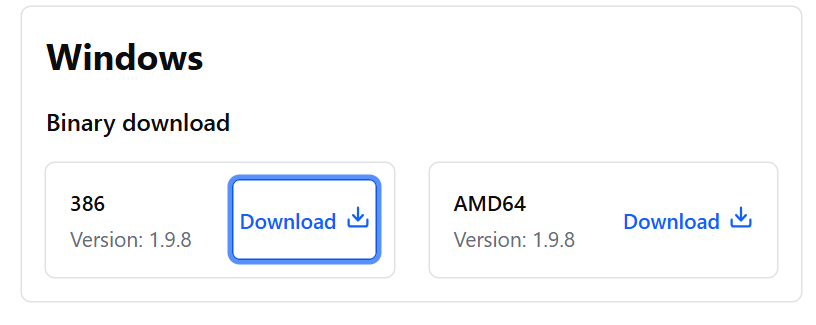 Windows
Binary download
386
Version: 1.9.8
Download
AMD64
Version: 1.9.8
Download